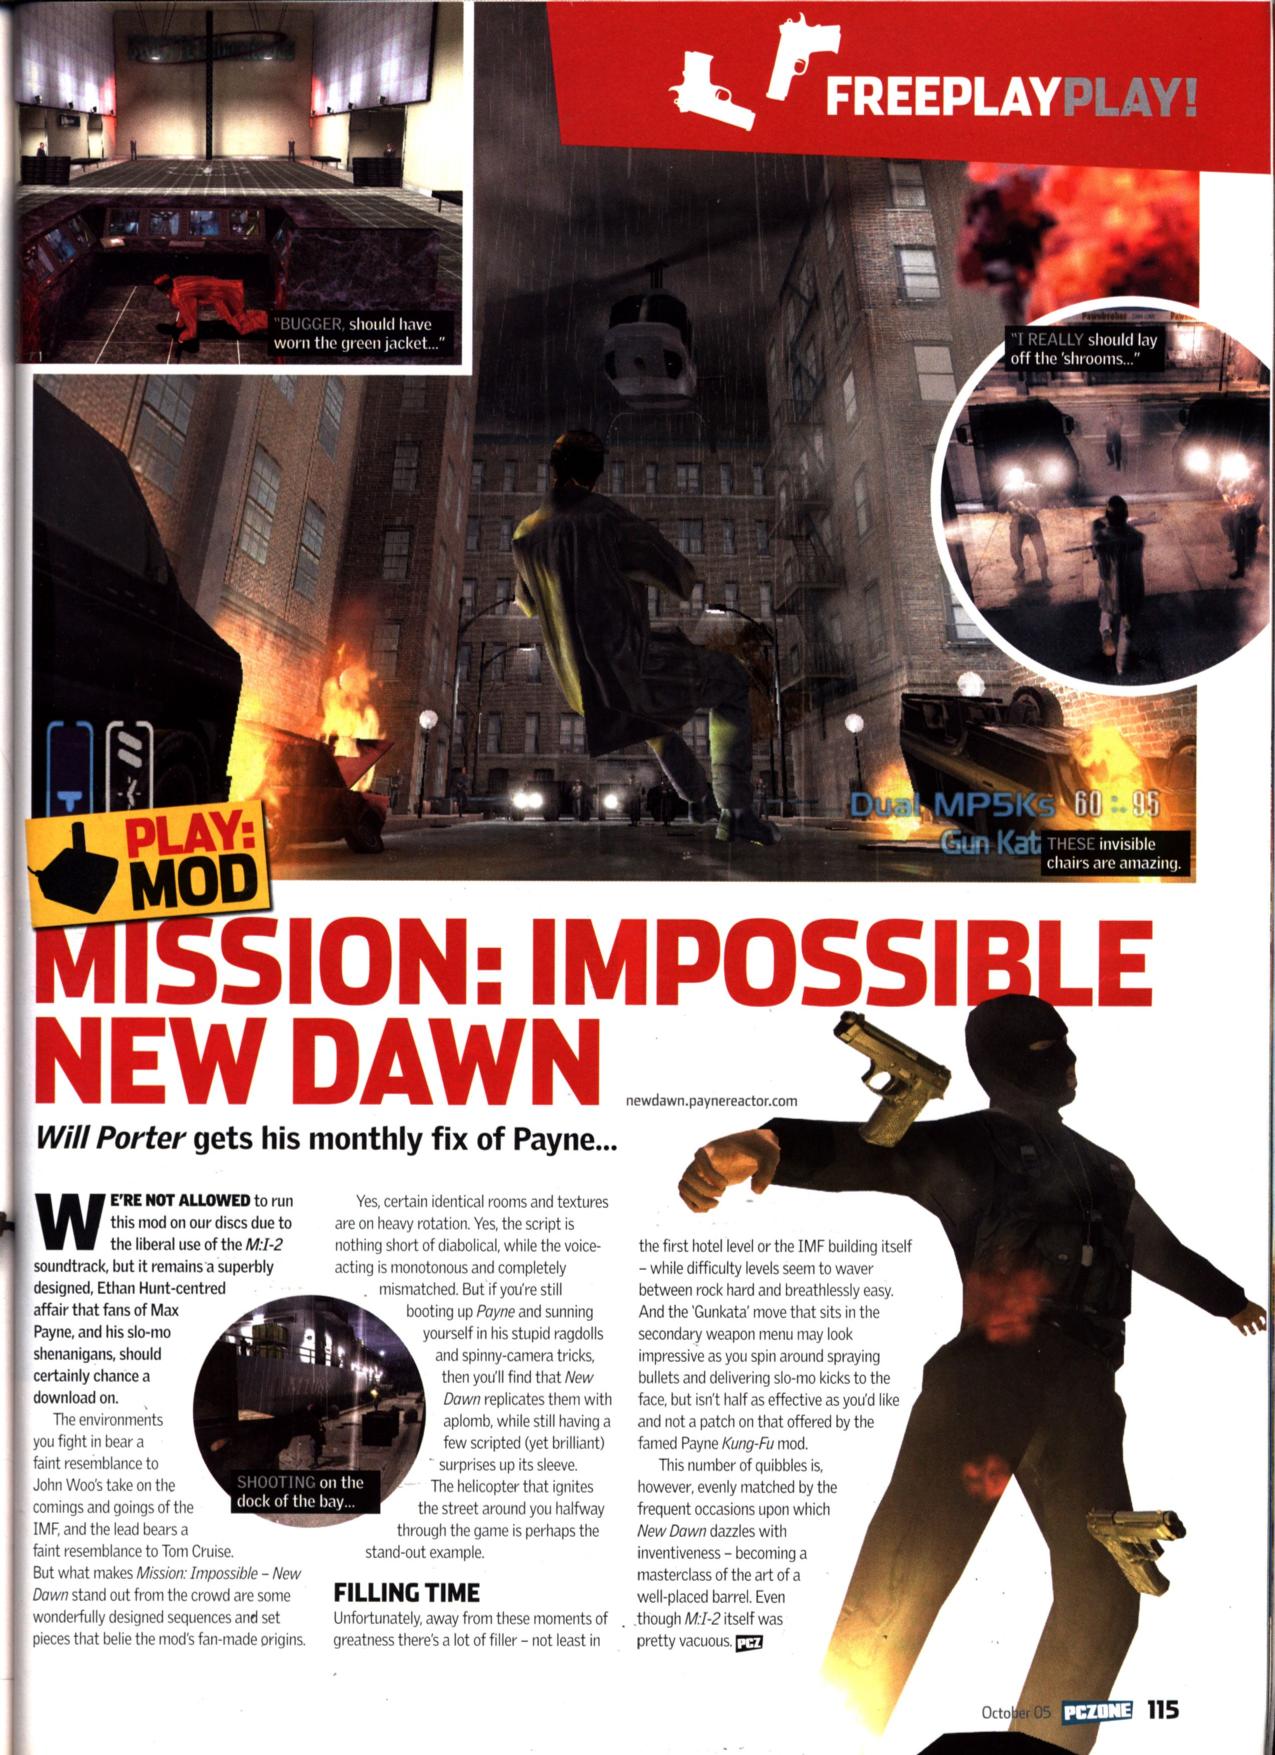 FREEPLAYPLAY!
"BUGGER, should have
worn the green jacket..."
"I REALLY should lay
off the 'shrooms..."
Dual MP5Ks 60 :: 95
Gun Kat
THESE invisible
chairs are amazing.
PLAY:
MOD
MISSION: IMPOSSIBLE
NEW DAWN
newdawn.paynereactor.com
Will Porter gets his monthly fix of Payne...
WE'RE NOT ALLOWED to run
this mod on our discs due to
the liberal use of the M:I-2
soundtrack, but it remains a superbly
designed, Ethan Hunt-centred
affair that fans of Max
Payne, and his slo-mo
shenanigans, should
certainly chance a
download on.
The environments
you fight in bear a
faint resemblance to
John Woo's take on the
comings and goings of the
IMF, and the lead bears a
faint resemblance to Tom Cruise.
But what makes Mission: Impossible – New
Dawn stand out from the crowd are some
wonderfully designed sequences and set
pieces that belie the mod's fan-made origins.
SHOOTING on the
dock of the bay...
Yes, certain identical rooms and textures
are on heavy rotation. Yes, the script is
nothing short of diabolical, while the voice-
acting is monotonous and completely
mismatched. But if you're still
booting up Payne and sunning
yourself in his stupid ragdolls
and spinny-camera tricks,
then you'll find that New
Dawn replicates them with
aplomb, while still having a
few scripted (yet brilliant)
surprises up its sleeve.
The helicopter that ignites
the street around you halfway
through the game is perhaps the
stand-out example.
FILLING TIME
Unfortunately, away from these moments of
greatness there's a lot of filler – not least in
the first hotel level or the IMF building itself
– while difficulty levels seem to waver
between rock hard and breathlessly easy.
And the 'Gunkata' move that sits in the
secondary weapon menu may look
impressive as you spin around spraying
bullets and delivering slo-mo kicks to the
face, but isn't half as effective as you'd like
and not a patch on that offered by the
famed Payne Kung-Fu mod.
This number of quibbles is,
however, evenly matched by the
frequent occasions upon which
New Dawn dazzles with
inventiveness – becoming a
masterclass of the art of a
well-placed barrel. Even
though M:I-2 itself was
pretty vacuous. PCZ
October 05 PCZONE 115